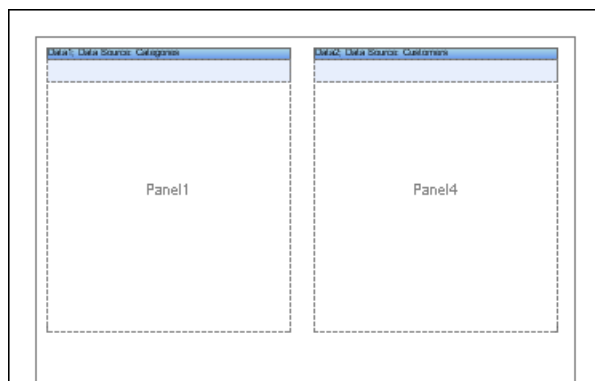 Data1; Data Source: Categories
Data2; Data Source: Customers
Panel1
Panel4